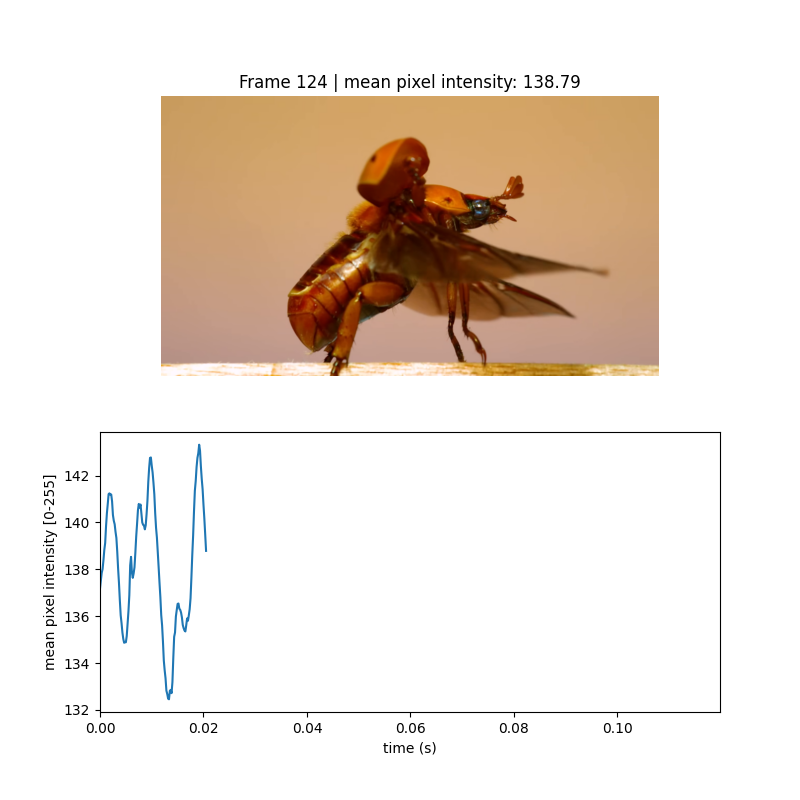 Frame 124 | mean pixel intensity: 138.79
mean pixel intensity [0-255]
142
140
138
136
134
132
0.00 0.02 0.04 0.06 0.08 0.10
time (s)